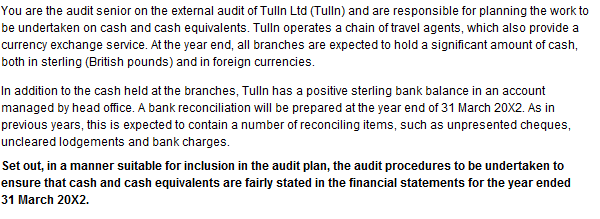 You are the audit senior on the external audit of Tulln Ltd (Tulln) and are responsible for planning the work to
be undertaken on cash and cash equivalents. Tulln operates a chain of travel agents, which also provide a
currency exchange service. At the year end, all branches are expected to hold a significant amount of cash,
both in sterling (British pounds) and in foreign currencies.
In addition to the cash held at the branches, Tulln has a positive sterling bank balance in an account
managed by head office. A bank reconciliation will be prepared at the year end of 31 March 20X2. As in
previous years, this is expected to contain a number of reconciling items, such as unpresented cheques,
uncleared lodgements and bank charges.
Set out, in a manner suitable for inclusion in the audit plan, the audit procedures to be undertaken to
ensure that cash and cash equivalents are fairly stated in the financial statements for the year ended
31 March 20X2.